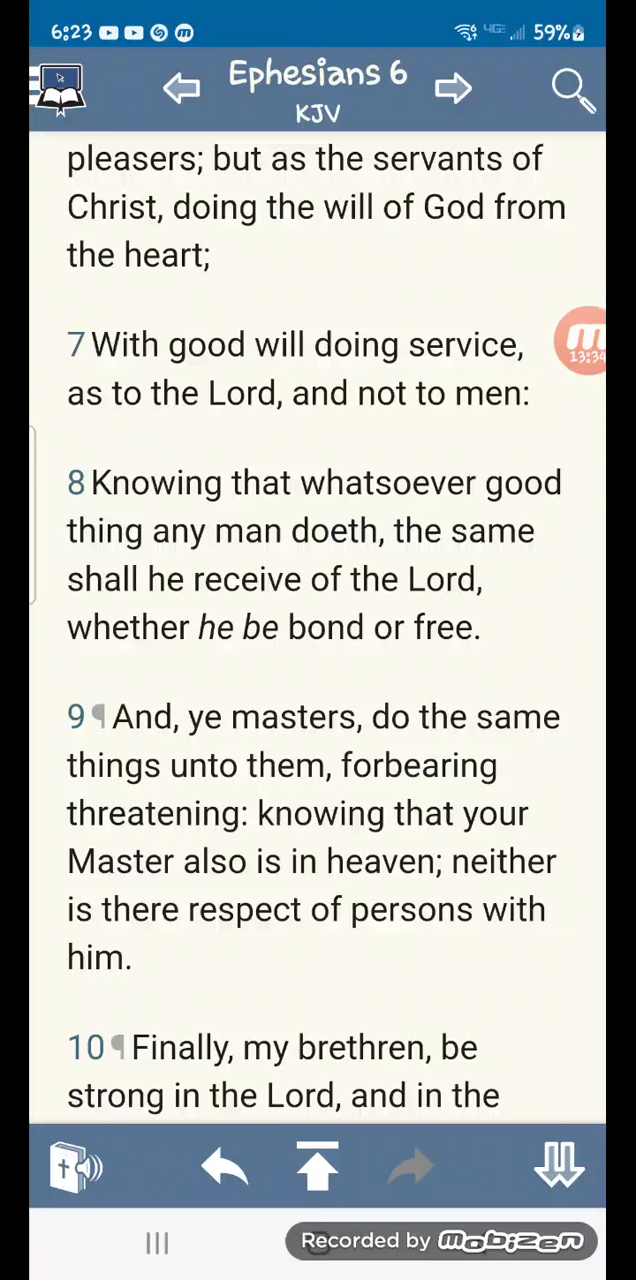 6:23 4GE 59%
Ephesians 6
KJV
pleasers; but as the servants of
Christ, doing the will of God from
the heart;
7 With good will doing service,
as to the Lord, and not to men:
13:34
8 Knowing that whatsoever good
thing any man doeth, the same
shall he receive of the Lord,
whether he be bond or free.
9 ¶ And, ye masters, do the same
things unto them, forbearing
threatening: knowing that your
Master also is in heaven; neither
is there respect of persons with
him.
10 ¶ Finally, my brethren, be
strong in the Lord, and in the
Recorded by mobizen